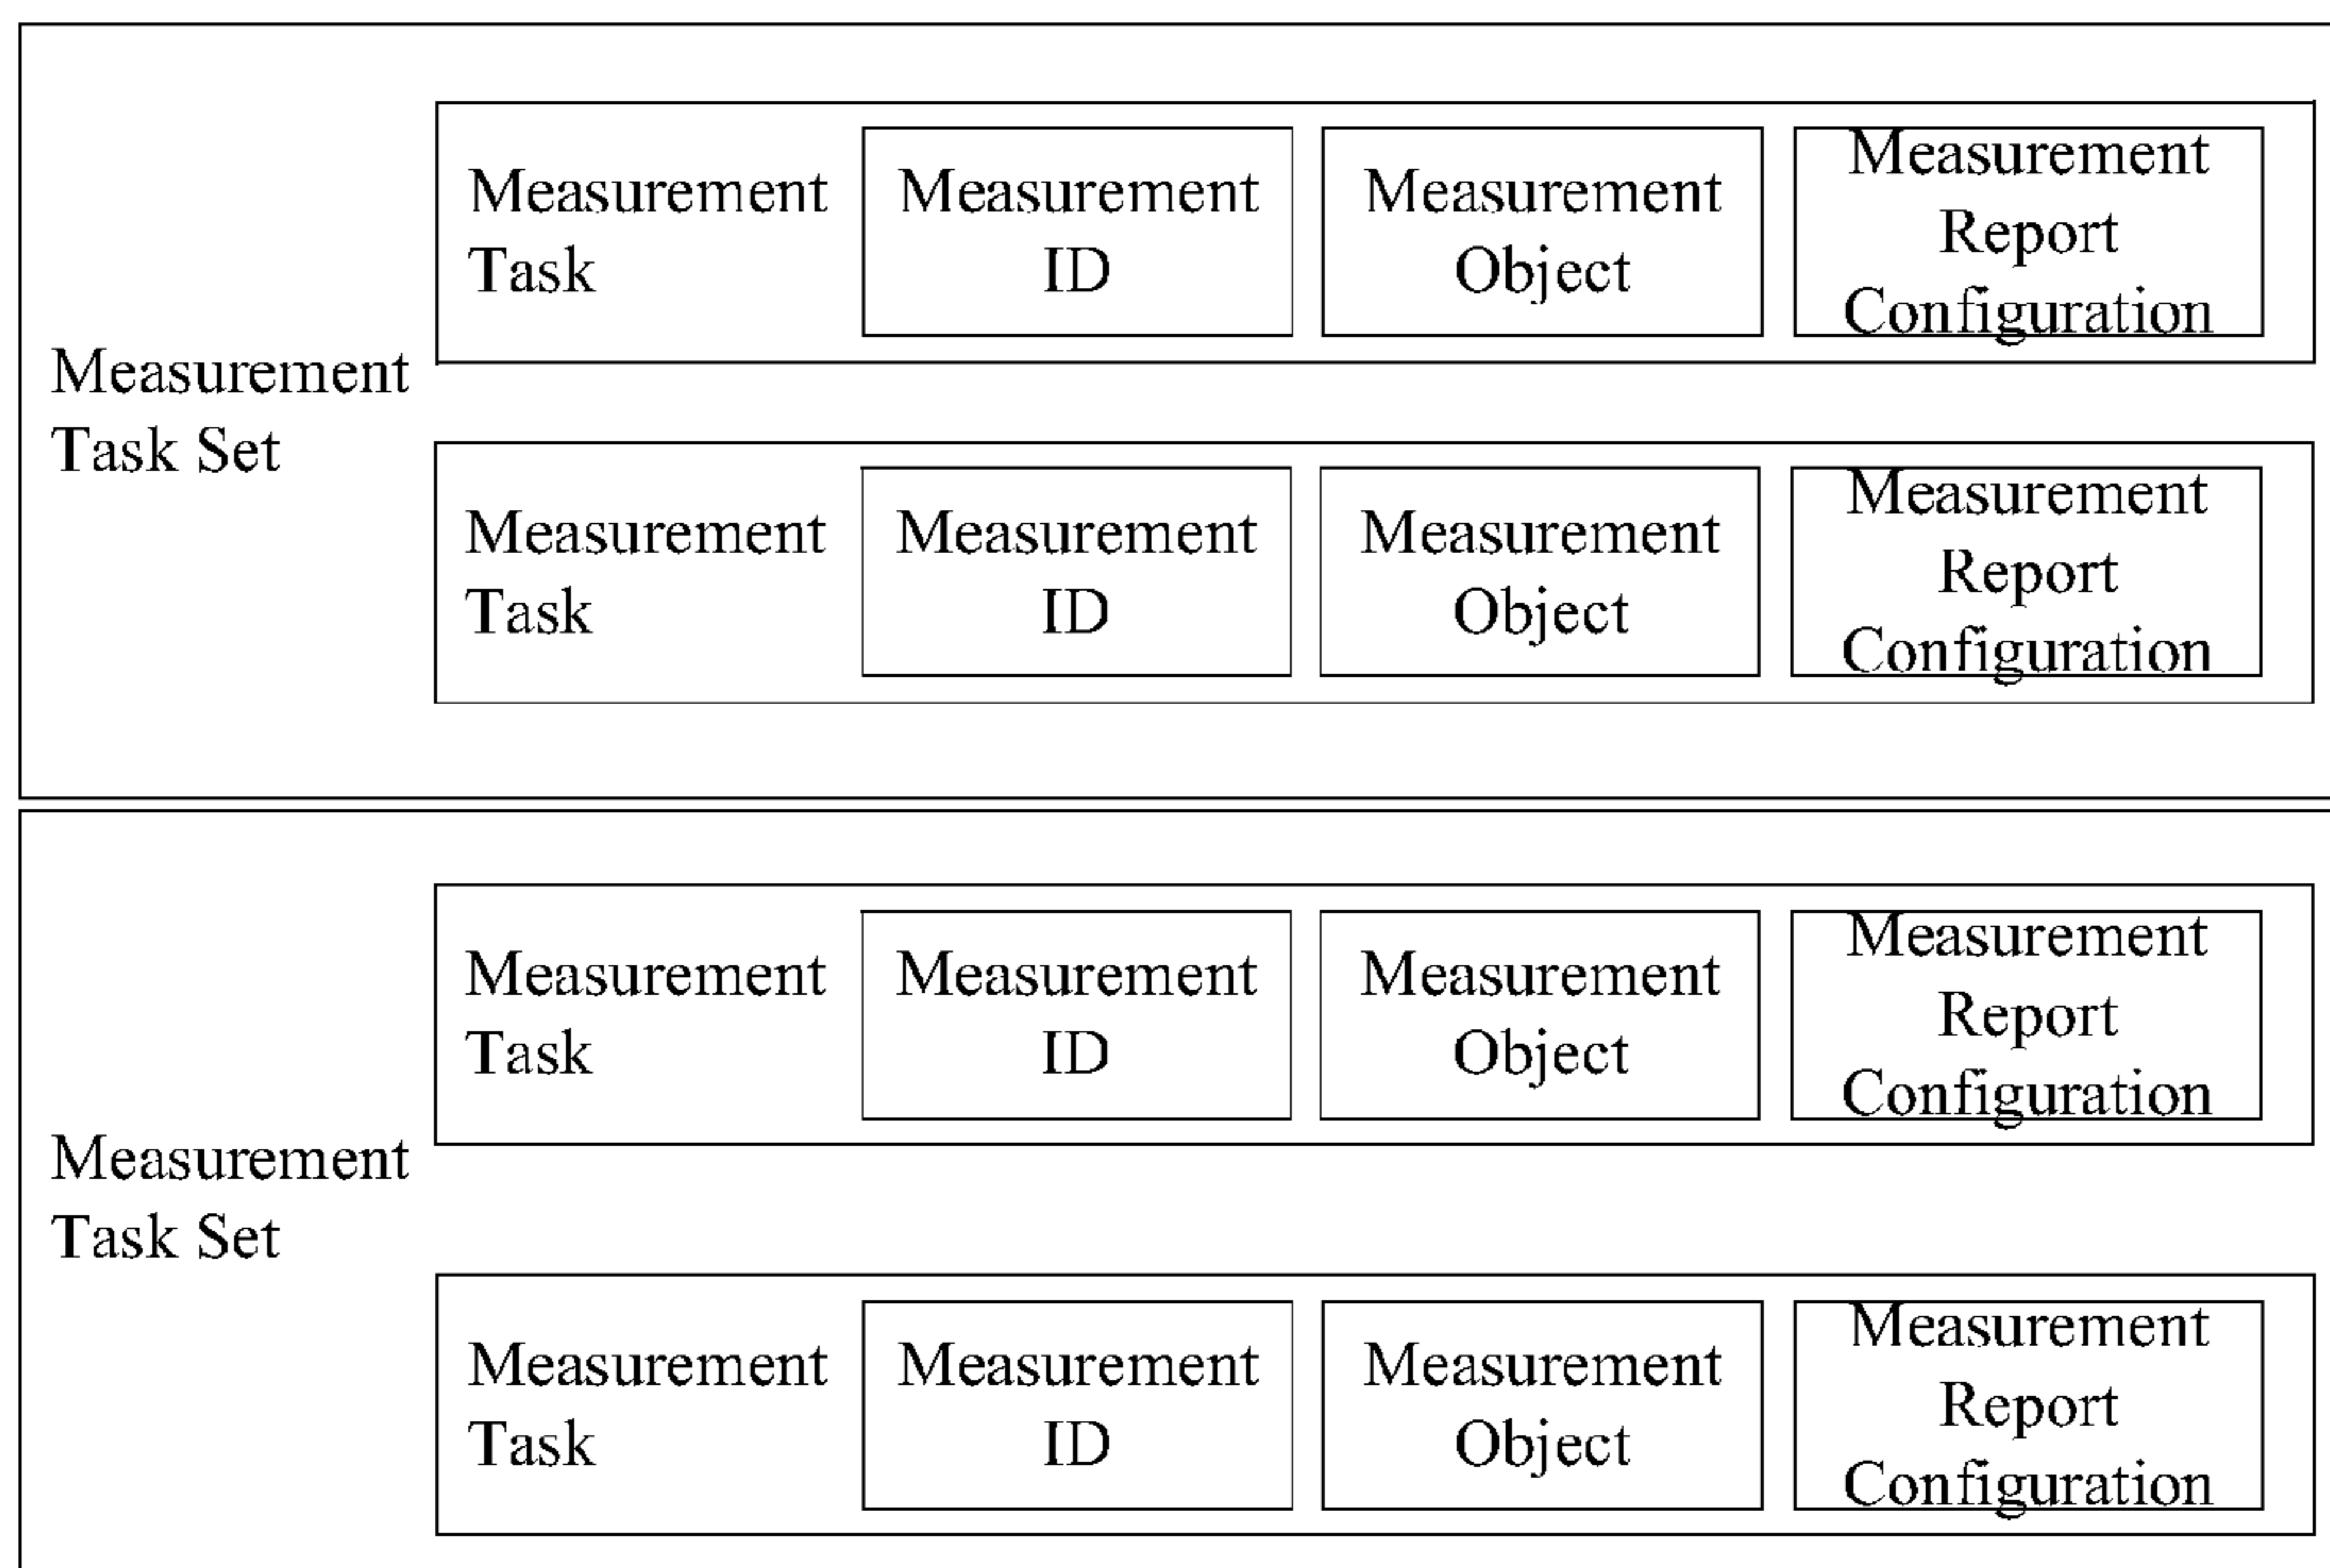 Measurement
Task Set
Measurement
Task
Measurement
ID
Measurement
Object
Measurement
Report
Configuration
Measurement
Task
Measurement
ID
Measurement
Object
Measurement
Report
Configuration
Measurement
Task Set
Measurement
Task
Measurement
ID
Measurement
Object
Measurement
Report
Configuration
Measurement
Task
Measurement
ID
Measurement
Object
Measurement
Report
Configuration